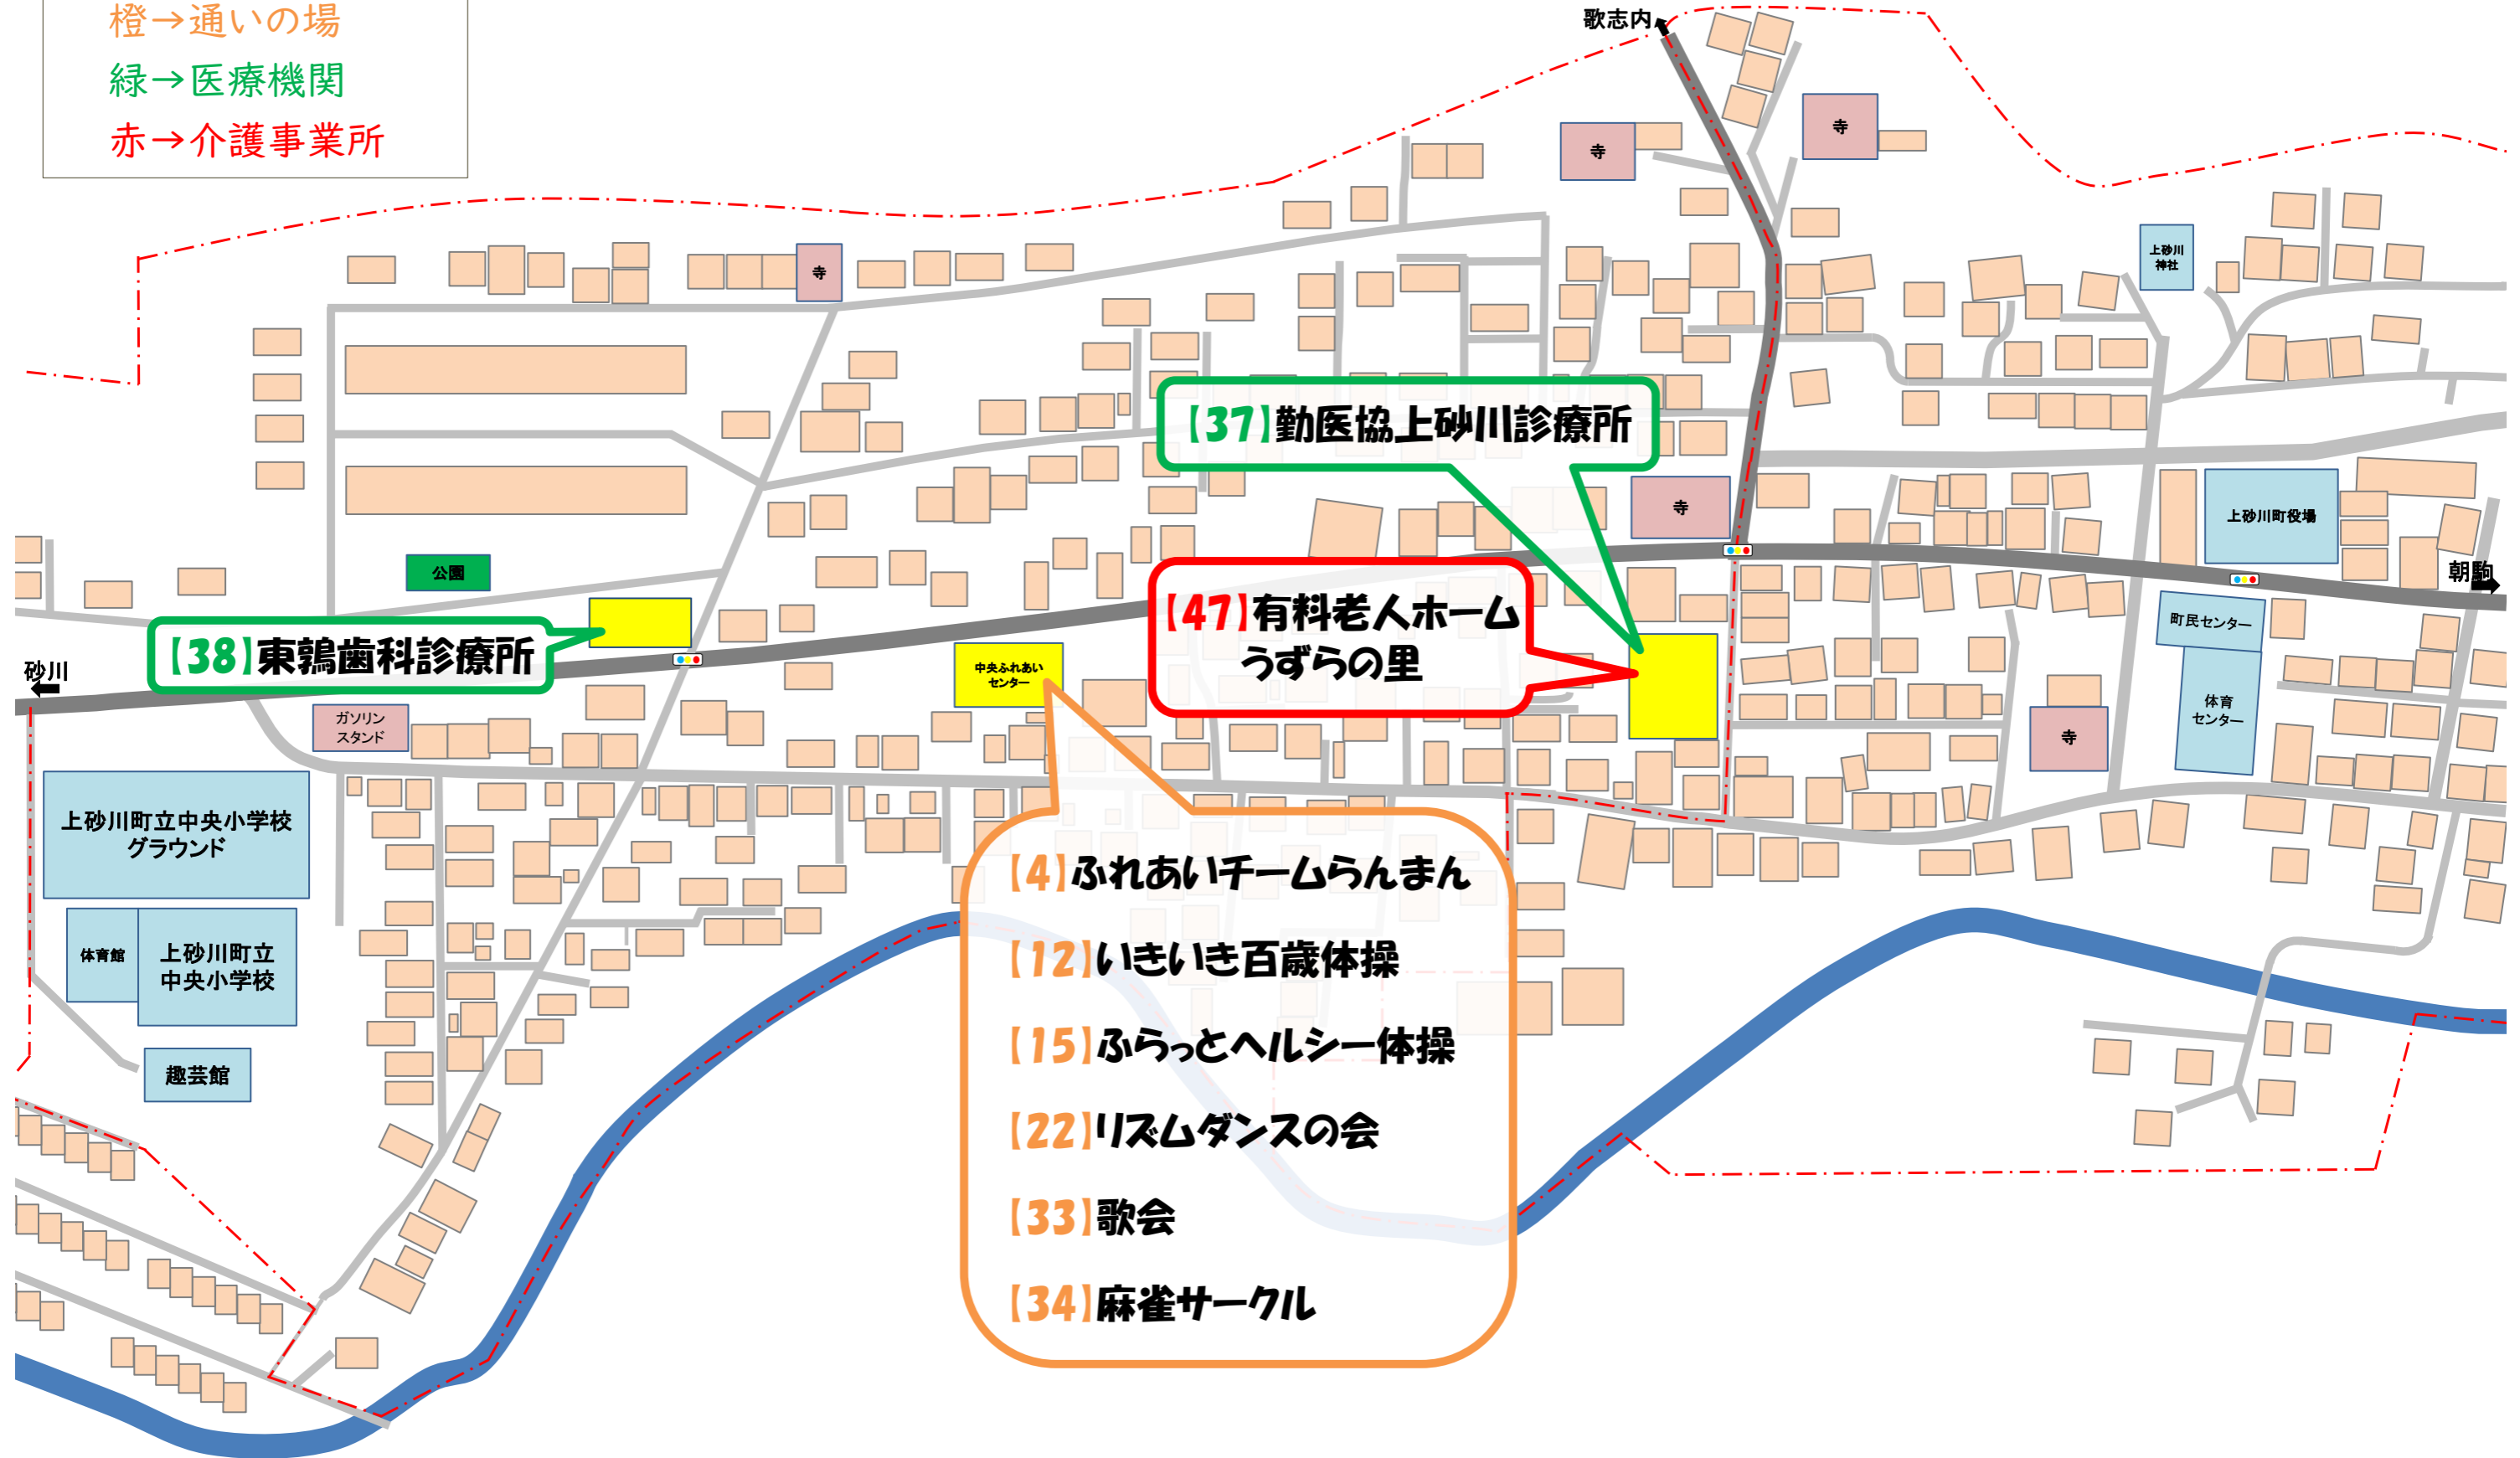 橙→通いの場
緑→医療機関
赤→介護事業所
歌志内
寺
寺
寺
上砂川
神社
【37】勤医協上砂川診療所
寺
上砂川町役場
公園
朝駒
【47】有料老人ホーム
うずらの里
町民センター
【38】東鶉歯科診療所
砂川
中央ふれあい
センター
体育
センター
ガソリン
スタンド
寺
上砂川町立中央小学校
グラウンド
【4】ふれあいチームらんまん
体育館
上砂川町立
中央小学校
【12】いきいき百歳体操
【15】ふらっとヘルシー体操
趣芸館
【22】リズムダンスの会
【33】歌会
【34】麻雀サークル